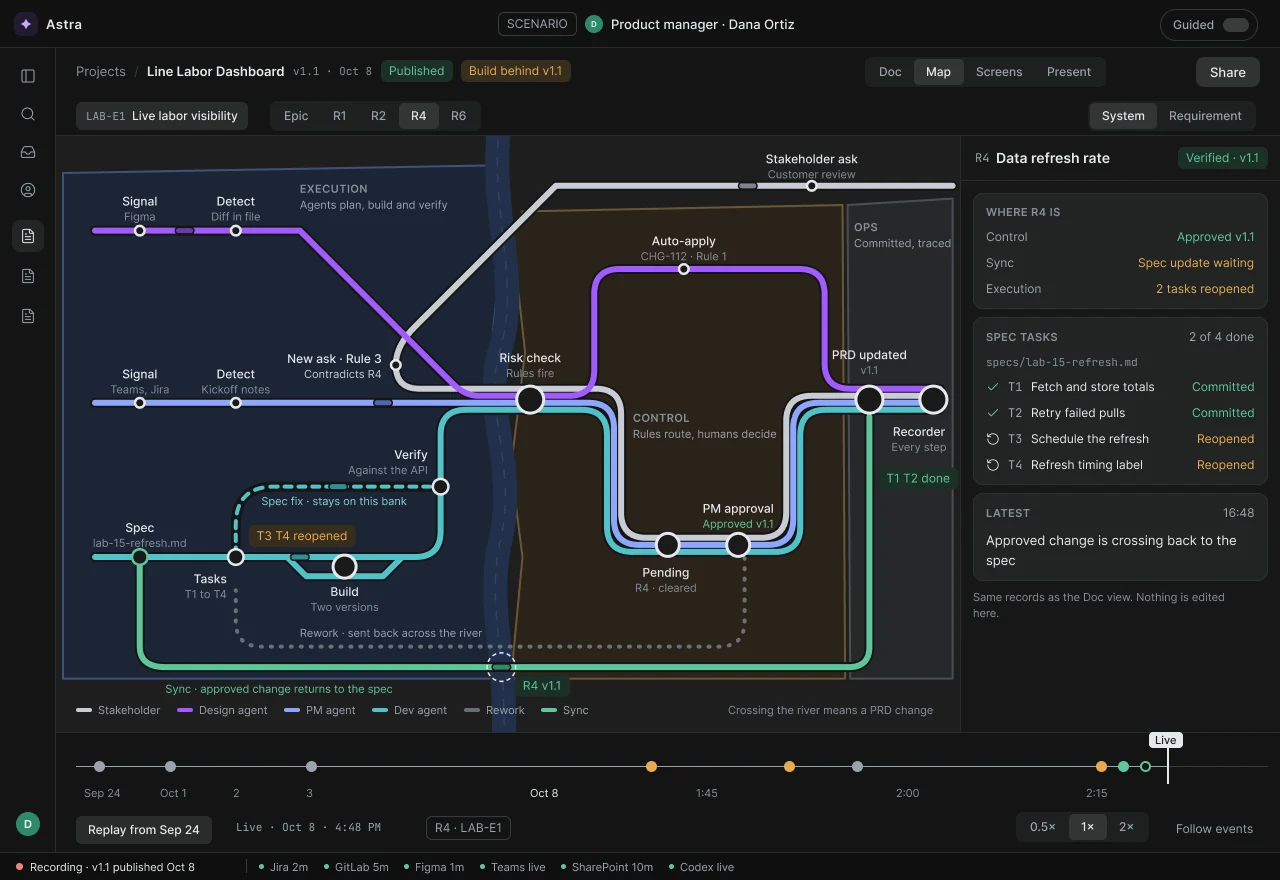 Astra
SCENARIO D Product manager · Dana Ortiz
Guided
Projects / Line Labor Dashboard v1.1 · Oct 8 Published Build behind v1.1
Doc Map Screens Present
Share
LAB-E1 Live labor visibility
Epic R1 R2 R4 R6
System Requirement
EXECUTION
Agents plan, build and verify
Signal
Figma
Detect
Diff in file
Stakeholder ask
Customer review
OPS
Committed, traced
Auto-apply
CHG-112 · Rule 1
New ask · Rule 3
Contradicts R4
Signal
Teams, Jira
Detect
Kickoff notes
Risk check
Rules fire
PRD updated
v1.1
CONTROL
Rules route, humans decide
Recorder
Every step
T1 T2 done
Verify
Against the API
Spec fix · stays on this bank
Spec
lab-15-refresh.md
T3 T4 reopened
Tasks
T1 to T4
Build
Two versions
PM approval
Approved v1.1
Pending
R4 · cleared
Rework · sent back across the river
Sync · approved change returns to the spec
R4 v1.1
Stakeholder Design agent PM agent Dev agent Rework Sync
Crossing the river means a PRD change
R4 Data refresh rate Verified · v1.1
WHERE R4 IS
Control Approved v1.1
Sync Spec update waiting
Execution 2 tasks reopened
SPEC TASKS 2 of 4 done
specs/lab-15-refresh.md
T1 Fetch and store totals Committed
T2 Retry failed pulls Committed
T3 Schedule the refresh Reopened
T4 Refresh timing label Reopened
LATEST 16:48
Approved change is crossing back to the
spec
Same records as the Doc view. Nothing is edited
here.
Live
Sep 24 Oct 1 2 3 Oct 8 1:45 2:00 2:15
D
Replay from Sep 24
Live · Oct 8 · 4:48 PM
R4 · LAB-E1
0.5× 1× 2×
Follow events
Recording · v1.1 published Oct 8
Jira 2m GitLab 5m Figma 1m Teams live SharePoint 10m Codex live